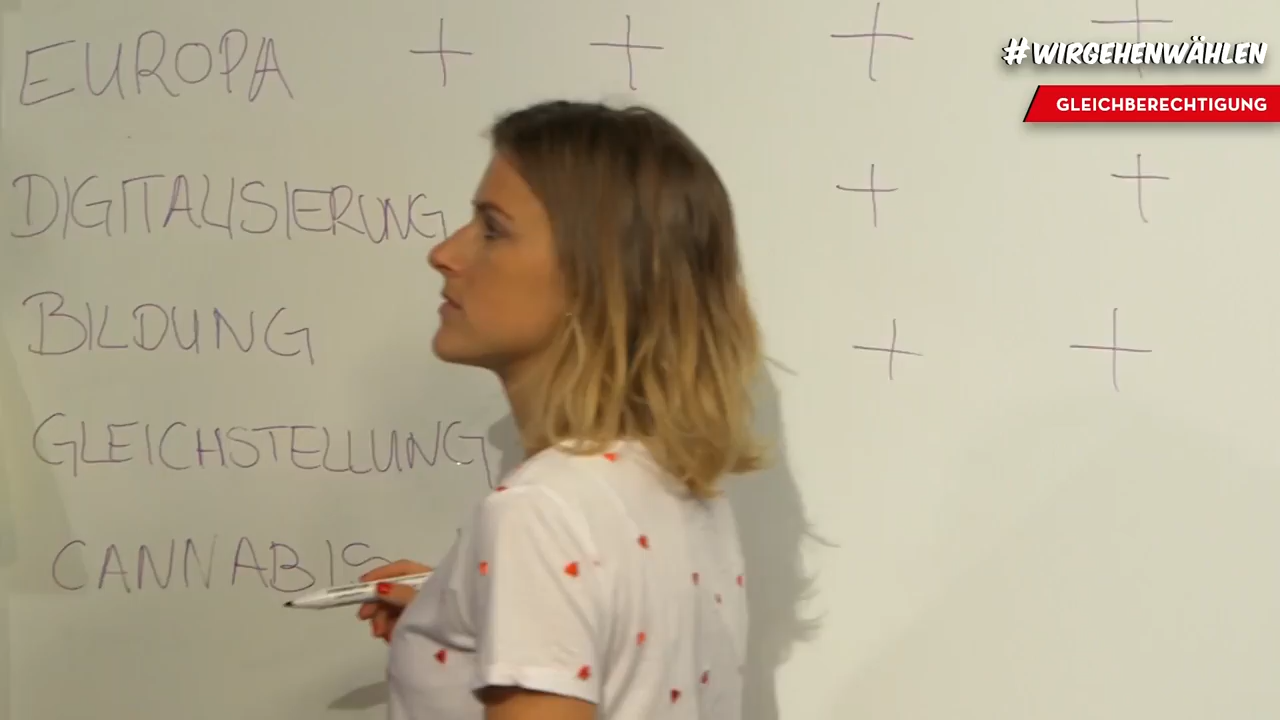 EUROPA + + + +
#WIRGEHENWÄHLEN
GLEICHBERECHTIGUNG
DIGITALISIERUNG + +
BILDUNG + +
GLEICHSTELLUNG
CANNABIS